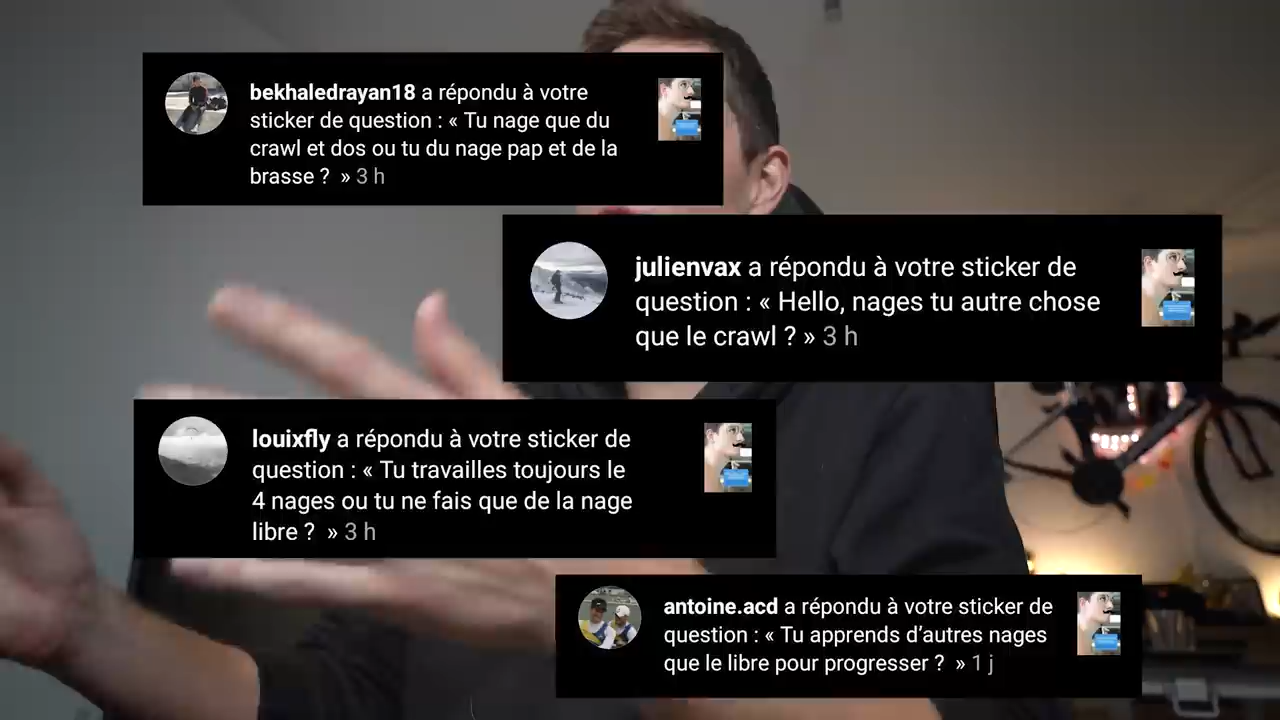 bekhaledrayan18 a répondu à votre
sticker de question : « Tu nage que du
crawl et dos ou tu du nage pap et de la
brasse ? » 3 h
julienvax a répondu à votre sticker de
question : « Hello, nages tu autre chose
que le crawl ? » 3 h
louixfly a répondu à votre sticker de
question : « Tu travailles toujours le
4 nages ou tu ne fais que de la nage
libre ? » 3 h
antoine.acd a répondu à votre sticker de
question : « Tu apprends d’autres nages
que le libre pour progresser ? » 1 j